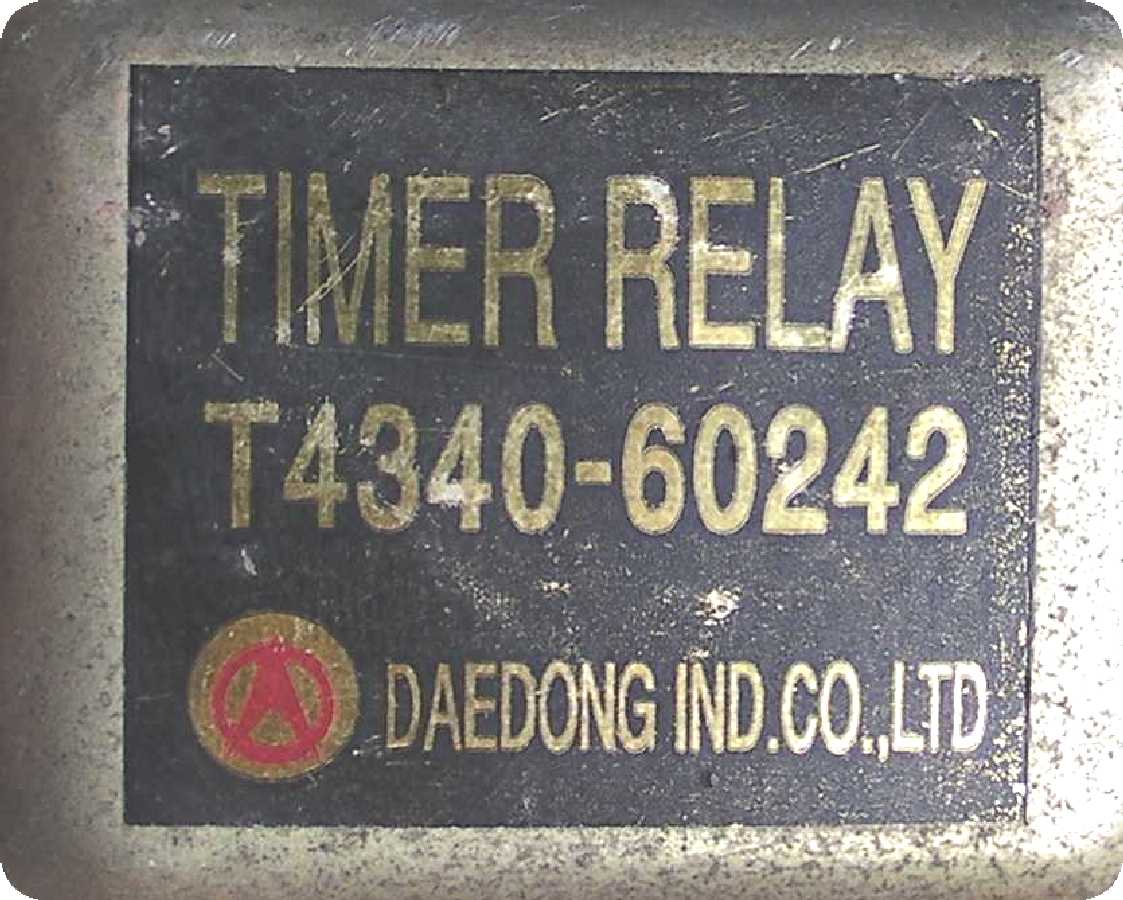 TIMER RELAY
T4340-60242
DAEDONG IND.CO.,LTD